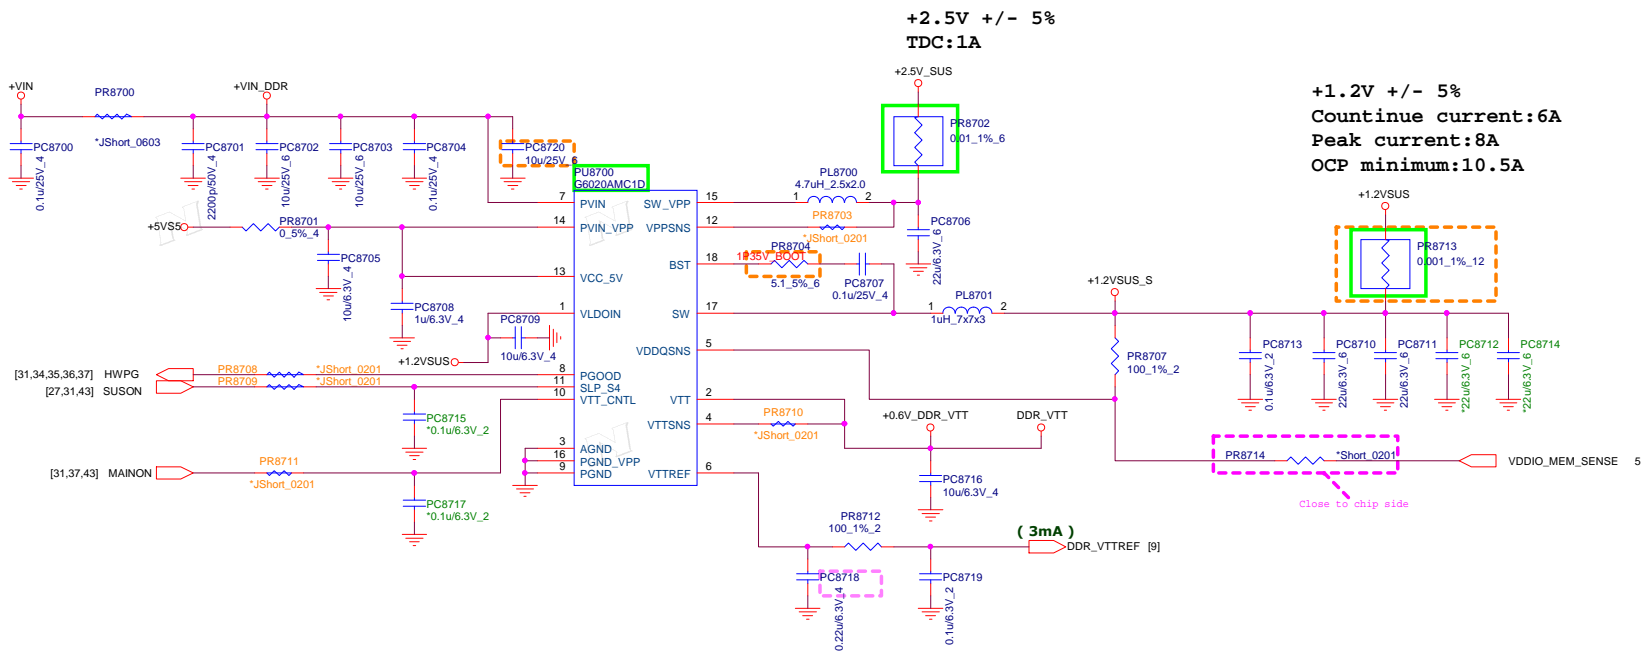 +2.5V +/- 5%
TDC:1A
+2.5V_SUS
+1.2V +/- 5%
Countinue current:6A
Peak current:8A
OCP minimum:10.5A
+1.2VSUS
+VIN
PR8700
*JShort_0603
+VIN_DDR
PC8700
0.1u/25V_4
PC8701
2200p/50V_4
PC8702
10u/25V_6
PC8703
10u/25V_6
PC8704
0.1u/25V_4
PC8720
10u/25V_6
PR8702
0.01_1%_6
PU8700
G6020AMC1D
PL8700
4.7uH_2.5x2.0
1
2
7
PVIN
SW_VPP
15
+5VS5
PR8701
0_5%_4
14
PVIN_VPP
VPPSNS
12
PR8703
*JShort_0201
PC8706
22u/6.3V_6
PR8713
0.001_1%_12
PC8705
10u/6.3V_4
13
VCC_5V
BST
18
1P35V_BOOT
PR8704
5.1_5%_6
PC8707
0.1u/25V_4
+1.2VSUS_S
PC8708
1u/6.3V_4
1
VLDOIN
SW
17
PL8701
1
2
1uH_7x7x3
PC8709
10u/6.3V_4
+1.2VSUS
VDDQSNS
5
PR8707
100_1%_2
PC8713
0.1u/6.3V_2
PC8710
22u/6.3V_6
PC8711
22u/6.3V_6
PC8712
*22u/6.3V_6
PC8714
*22u/6.3V_6
[31,34,35,36,37] HWPG
PR8708
*JShort_0201
8
PGOOD
[27,31,43] SUSON
PR8709
*JShort_0201
11
SLP_S4
10
VTT_CNTL
VTT
2
PC8715
*0.1u/6.3V_2
VTTSNS
4
PR8710
*JShort_0201
+0.6V_DDR_VTT
DDR_VTT
3
AGND
16
PGND_VPP
9
PGND
VTTREF
6
[31,37,43] MAINON
PR8711
*JShort_0201
PC8717
*0.1u/6.3V_2
PC8716
10u/6.3V_4
PR8714
*Short_0201
VDDIO_MEM_SENSE 5
Close to chip side
PR8712
100_1%_2
( 3mA )
DDR_VTTREF [9]
PC8718
0.22u/6.3V_4
PC8719
0.1u/6.3V_2